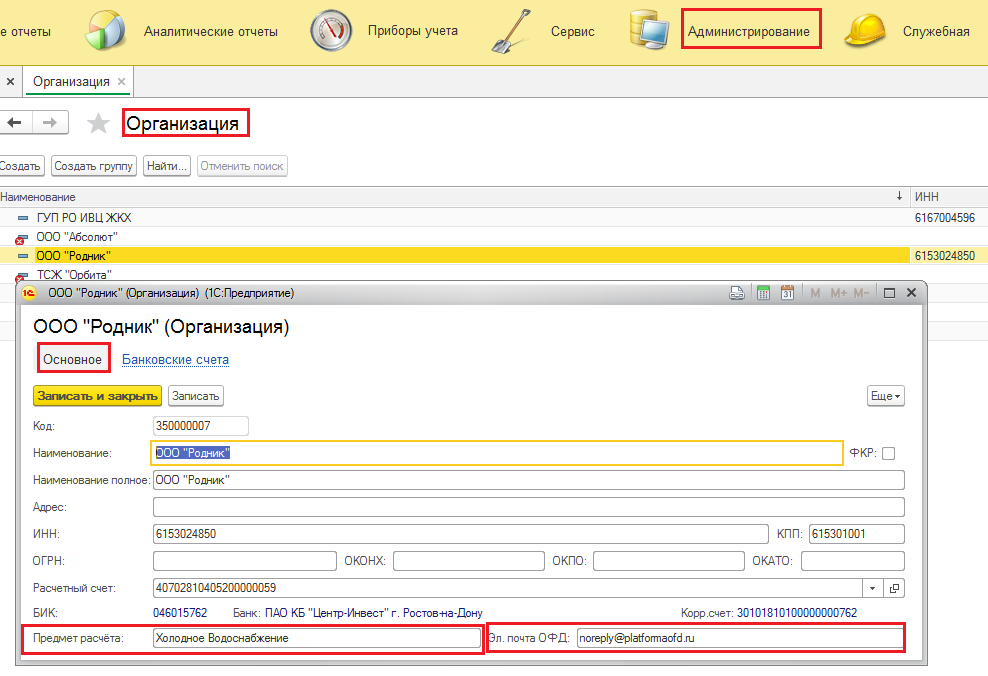 е отчеты Аналитические отчеты Приборы учета Сервис Администрирование Служебная
× Организация ×
Организация
Создать Создать группу Найти... Отменить поиск
Наименование ↓ ИНН
ГУП РО ИВЦ ЖКХ 6167004596
ООО "Абсолют"
ООО "Родник" 6153024850
ТСЖ "Орбита"
1С ООО "Родник" (Организация) (1С:Предприятие) 31 M M+ M-
ООО "Родник" (Организация)
Основное Банковские счета
Записать и закрыть Записать Еще
Код: 350000007
Наименование: ООО "Родник" ФКР:
Наименование полное: ООО "Родник"
Адрес:
ИНН: 6153024850 КПП: 615301001
ОГРН: ОКОНХ: ОКПО: ОКАТО:
Расчетный счет: 40702810405200000059
БИК: 046015762 Банк: ПАО КБ "Центр-Инвест" г. Ростов-на-Дону Корр.счет: 30101810100000000762
Предмет расчёта: Холодное Водоснабжение Эл. почта ОФД: noreply@platformaofd.ru